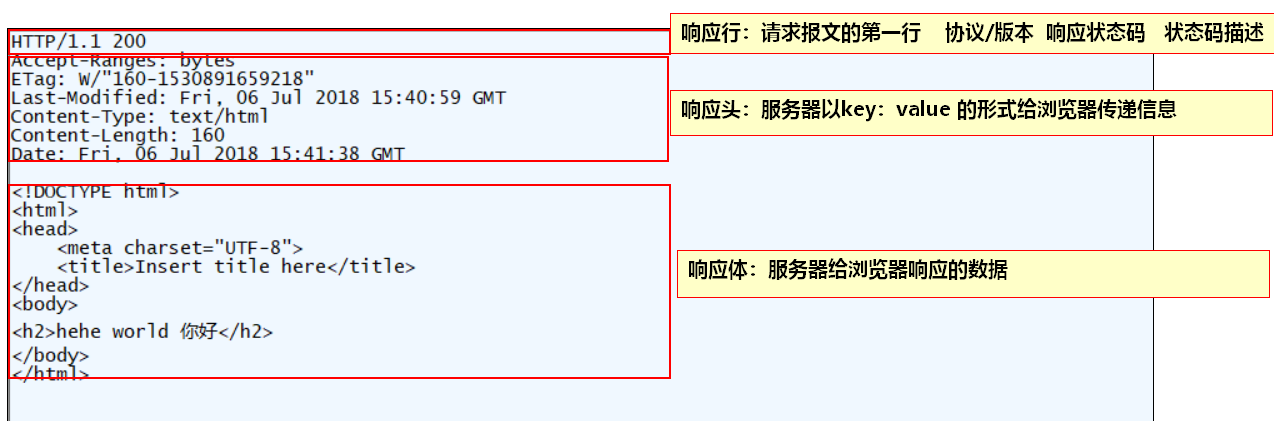 HTTP/1.1 200
响应行：请求报文的第一行 协议/版本 响应状态码 状态码描述
Accept-Ranges: bytes
ETag: W/"160-1530891659218"
Last-Modified: Fri, 06 Jul 2018 15:40:59 GMT
Content-Type: text/html
Content-Length: 160
Date: Fri, 06 Jul 2018 15:41:38 GMT
响应头：服务器以key：value 的形式给浏览器传递信息
<!DOCTYPE html>
<html>
<head>
    <meta charset="UTF-8">
    <title>Insert title here</title>
</head>
<body>
<h2>hehe world 你好</h2>
</body>
</html>
响应体：服务器给浏览器响应的数据